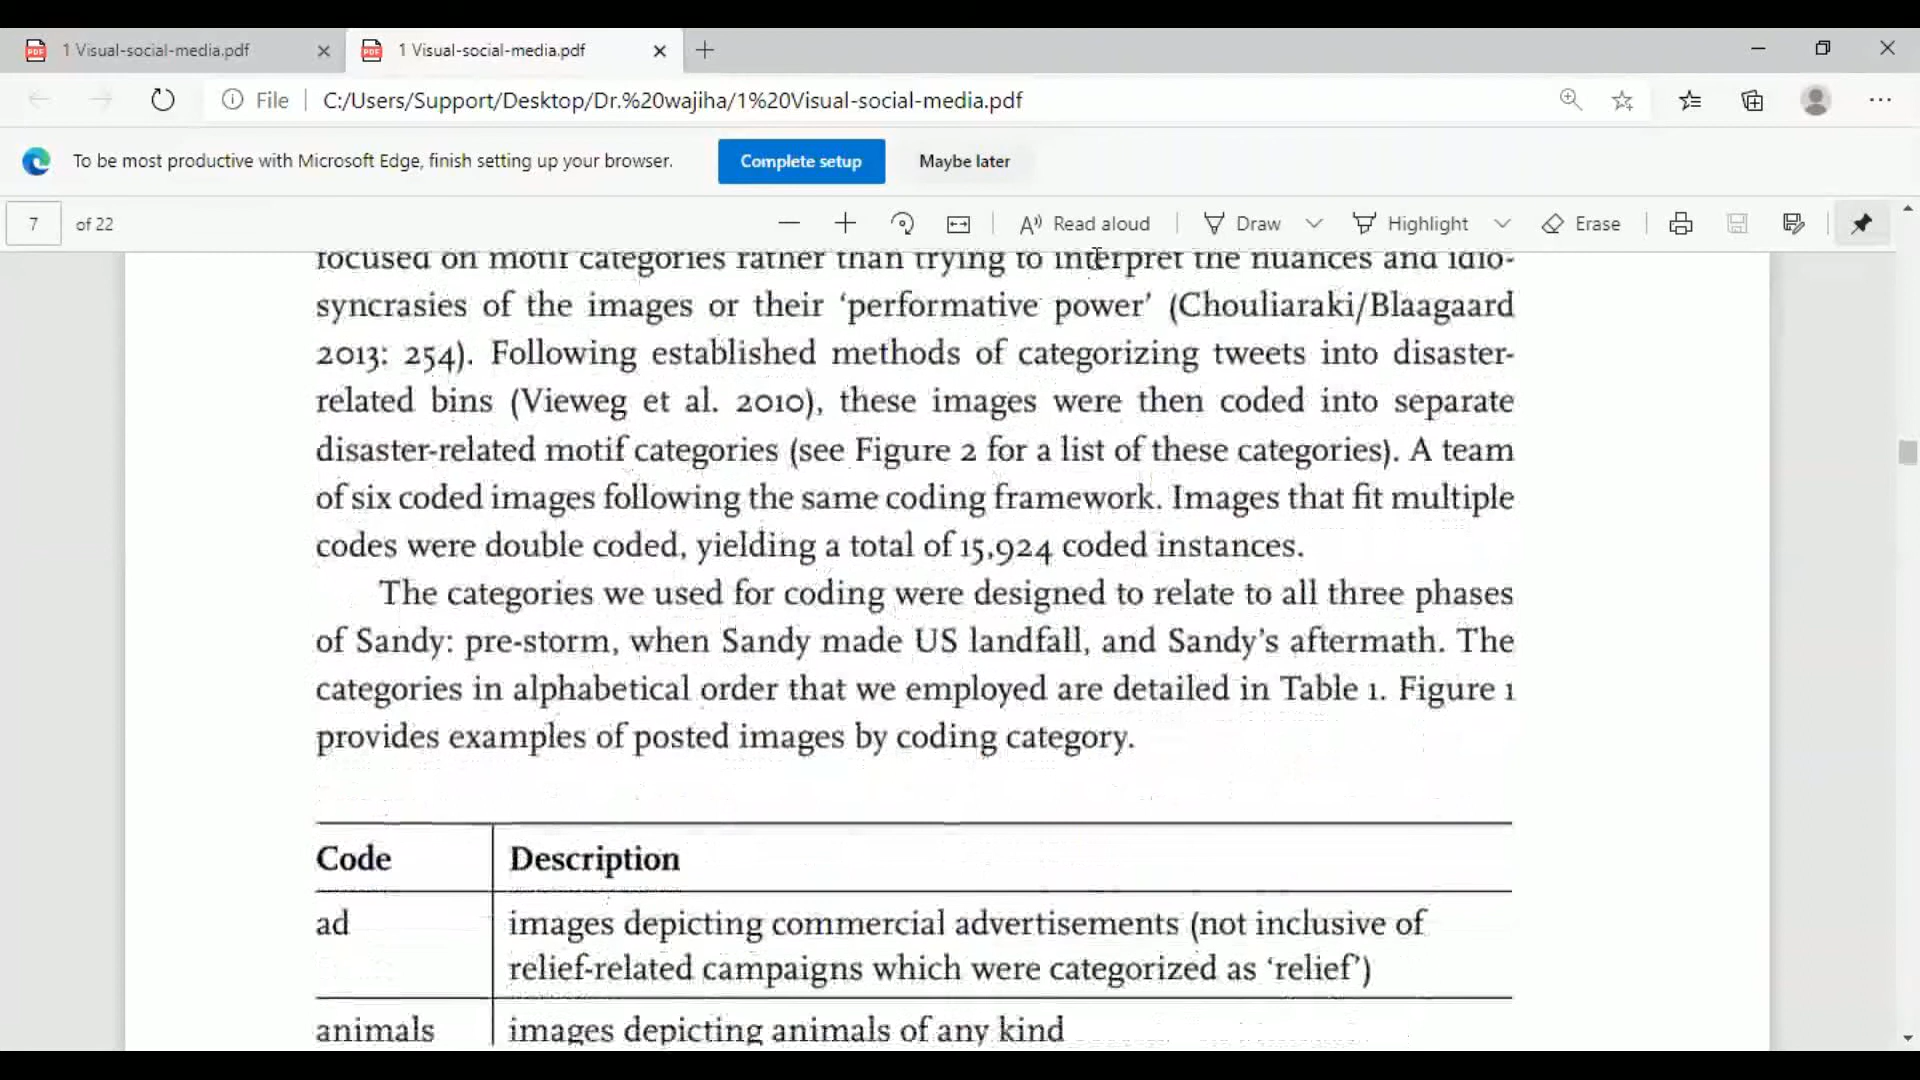 1 Visual-social-media.pdf
1 Visual-social-media.pdf
File
C:/Users/Support/Desktop/Dr.%20wajiha/1%20Visual-social-media.pdf
To be most productive with Microsoft Edge, finish setting up your browser.
Complete setup
Maybe later
7 of 22
Read aloud
Draw
Highlight
Erase
focused on motif categories rather than trying to interpret the nuances and idio-
syncrasies of the images or their ‘performative power’ (Chouliaraki/Blaagaard
2013: 254). Following established methods of categorizing tweets into disaster-
related bins (Vieweg et al. 2010), these images were then coded into separate
disaster-related motif categories (see Figure 2 for a list of these categories). A team
of six coded images following the same coding framework. Images that fit multiple
codes were double coded, yielding a total of 15,924 coded instances.
The categories we used for coding were designed to relate to all three phases
of Sandy: pre-storm, when Sandy made US landfall, and Sandy’s aftermath. The
categories in alphabetical order that we employed are detailed in Table 1. Figure 1
provides examples of posted images by coding category.
Code Description
ad images depicting commercial advertisements (not inclusive of
relief-related campaigns which were categorized as ‘relief’)
animals images depicting animals of any kind